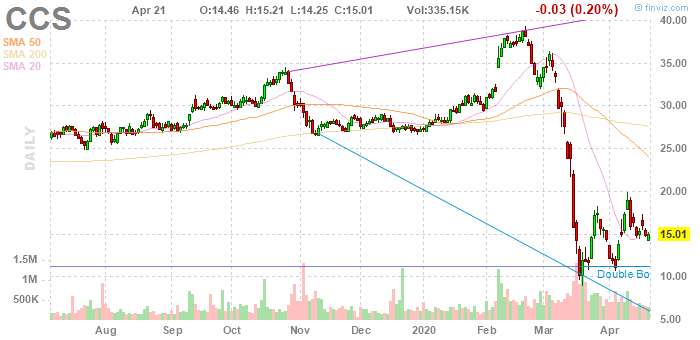 CCS Apr 21 O:14.46 H:15.21 L:14.25 C:15.01 Vol:335.15K -0.03 (0.20%) © finviz.com
SMA 50
SMA 200
SMA 20
DAILY
40.00
35.00
30.00
25.00
20.00
15.01
10.00
5.00
1.5M
1M
500K
Double Bo
Aug Sep Oct Nov Dec 2020 Feb Mar Apr